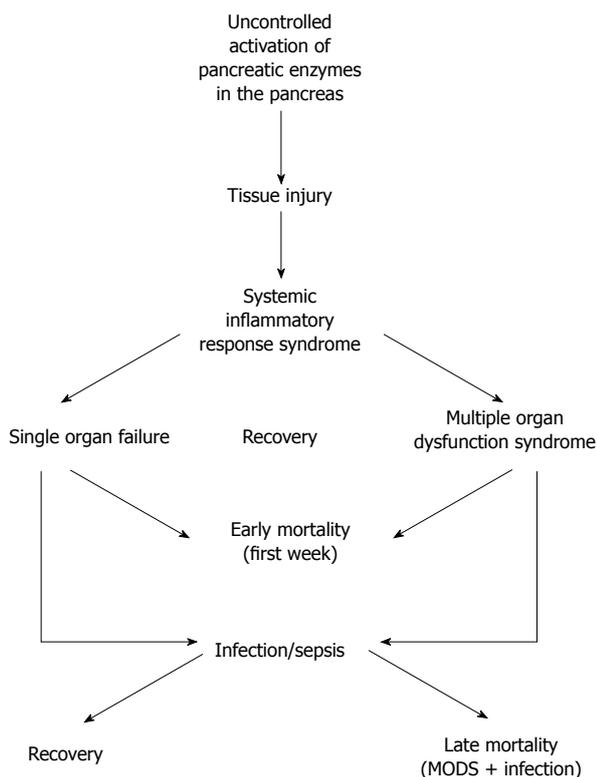 Uncontrolled
activation of
pancreatic enzymes
in the pancreas
Tissue injury
Systemic
inflammatory
response syndrome
Single organ failure
Recovery
Multiple organ
dysfunction syndrome
Early mortality
(first week)
Infection/sepsis
Recovery
Late mortality
(MODS + infection)